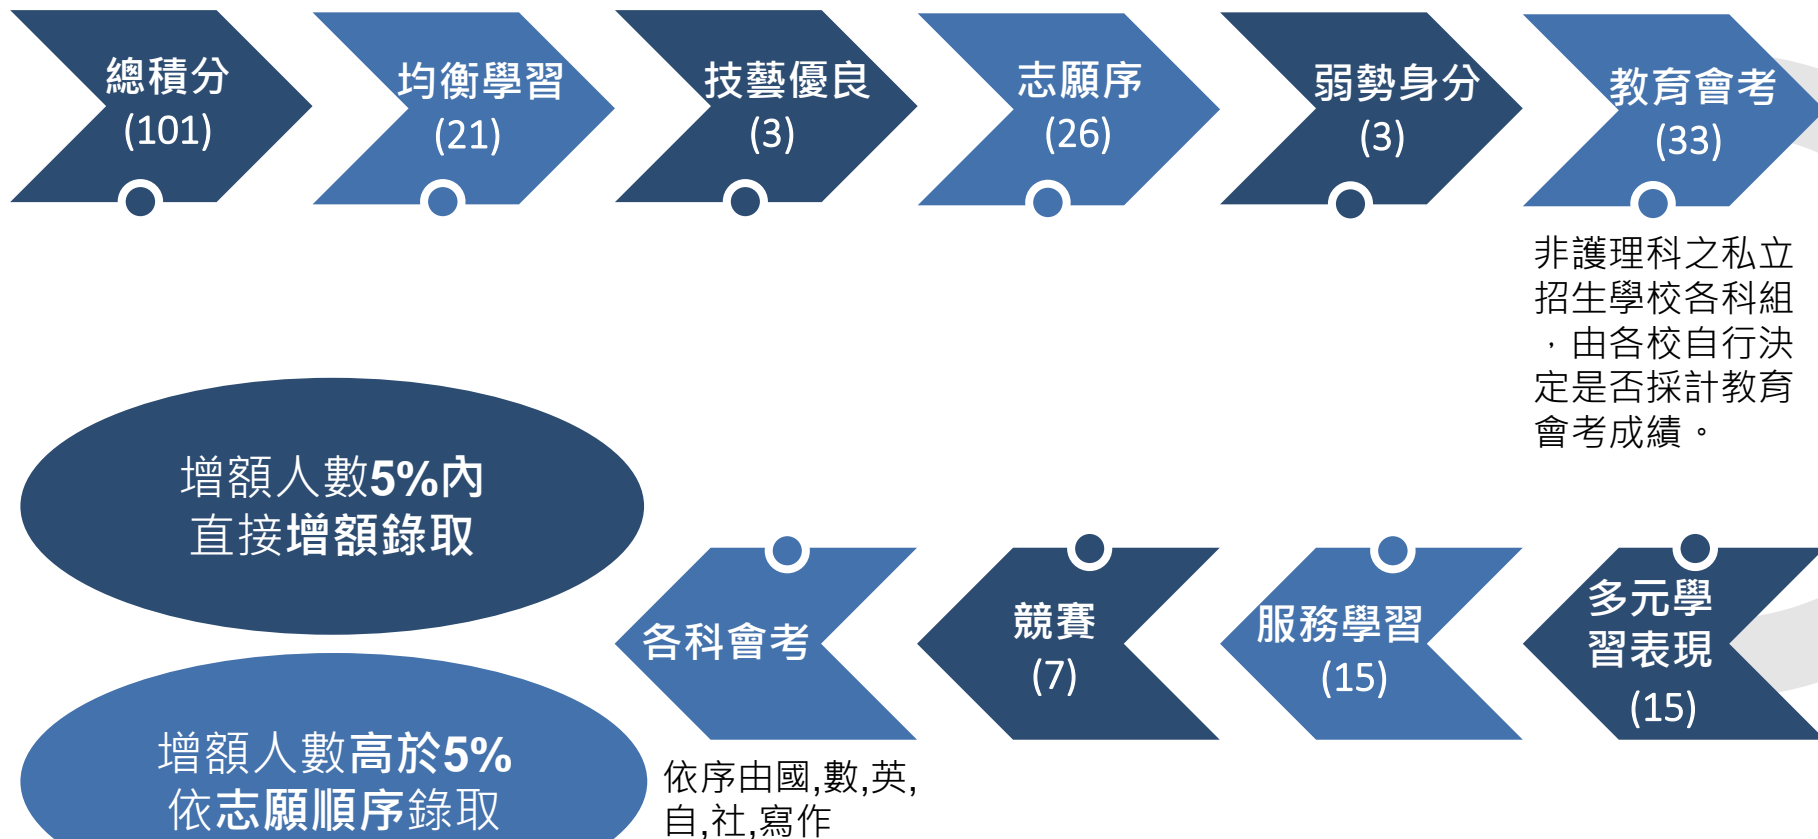 總積分
(101)
均衡學習
(21)
技藝優良
(3)
志願序
(26)
弱勢身分
(3)
教育會考
(33)
非護理科之私立
招生學校各科組
，由各校自行決
定是否採計教育
會考成績。
多元學
習表現
(15)
服務學習
(15)
競賽
(7)
各科會考
依序由國,數,英,
自,社,寫作
增額人數5%內
直接增額錄取
增額人數高於5%
依志願順序錄取